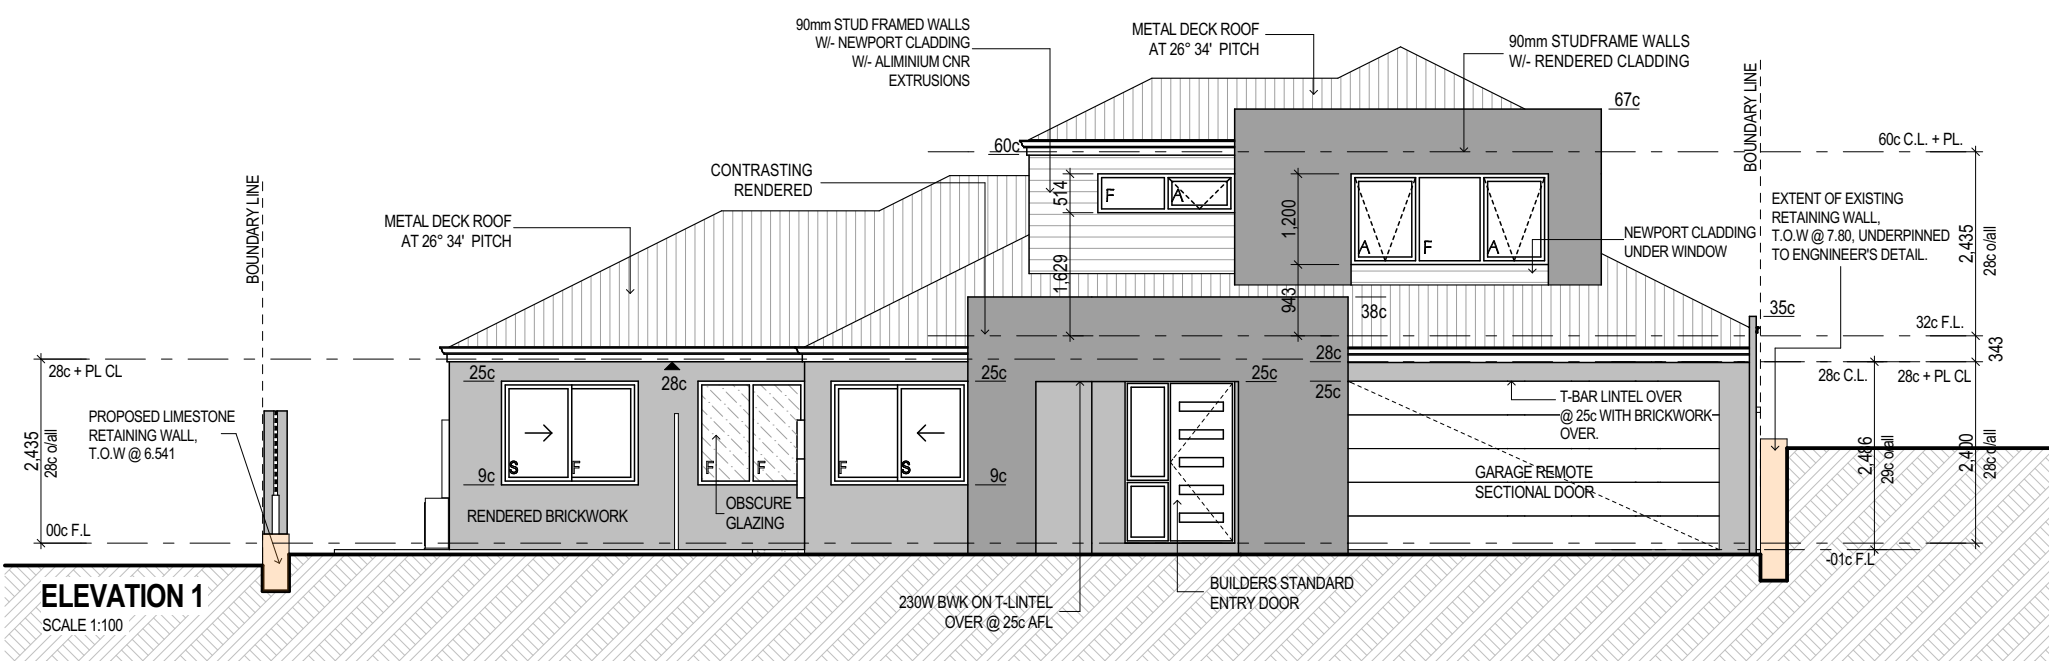 90mm STUD FRAMED WALLS
W/- NEWPORT CLADDING
W/- ALIMINIUM CNR
EXTRUSIONS
METAL DECK ROOF
AT 26° 34' PITCH
90mm STUDFRAME WALLS
W/- RENDERED CLADDING
BOUNDARY LINE
67c
60c
60c C.L. + PL.
CONTRASTING
RENDERED
BOUNDARY LINE
METAL DECK ROOF
AT 26° 34' PITCH
514
F
A
1,200
A
F
A
1,629
943
NEWPORT CLADDING
UNDER WINDOW
EXTENT OF EXISTING
RETAINING WALL,
T.O.W @ 7.80, UNDERPINNED
TO ENGNINEER'S DETAIL.
2,435
28c o/all
38c
35c
32c F.L.
343
28c + PL CL
25c
28c
25c
25c
28c
25c
28c C.L.
28c + PL CL
PROPOSED LIMESTONE
RETAINING WALL,
T.O.W @ 6.541
2,435
28c o/all
S
F
F
F
F
S
9c
9c
OBSCURE
GLAZING
RENDERED BRICKWORK
T-BAR LINTEL OVER
@ 25c WITH BRICKWORK
OVER.
GARAGE REMOTE
SECTIONAL DOOR
2,486
29c o/all
2,400
28c o/all
00c F.L
-01c F.L
ELEVATION 1
SCALE 1:100
230W BWK ON T-LINTEL
OVER @ 25c AFL
BUILDERS STANDARD
ENTRY DOOR